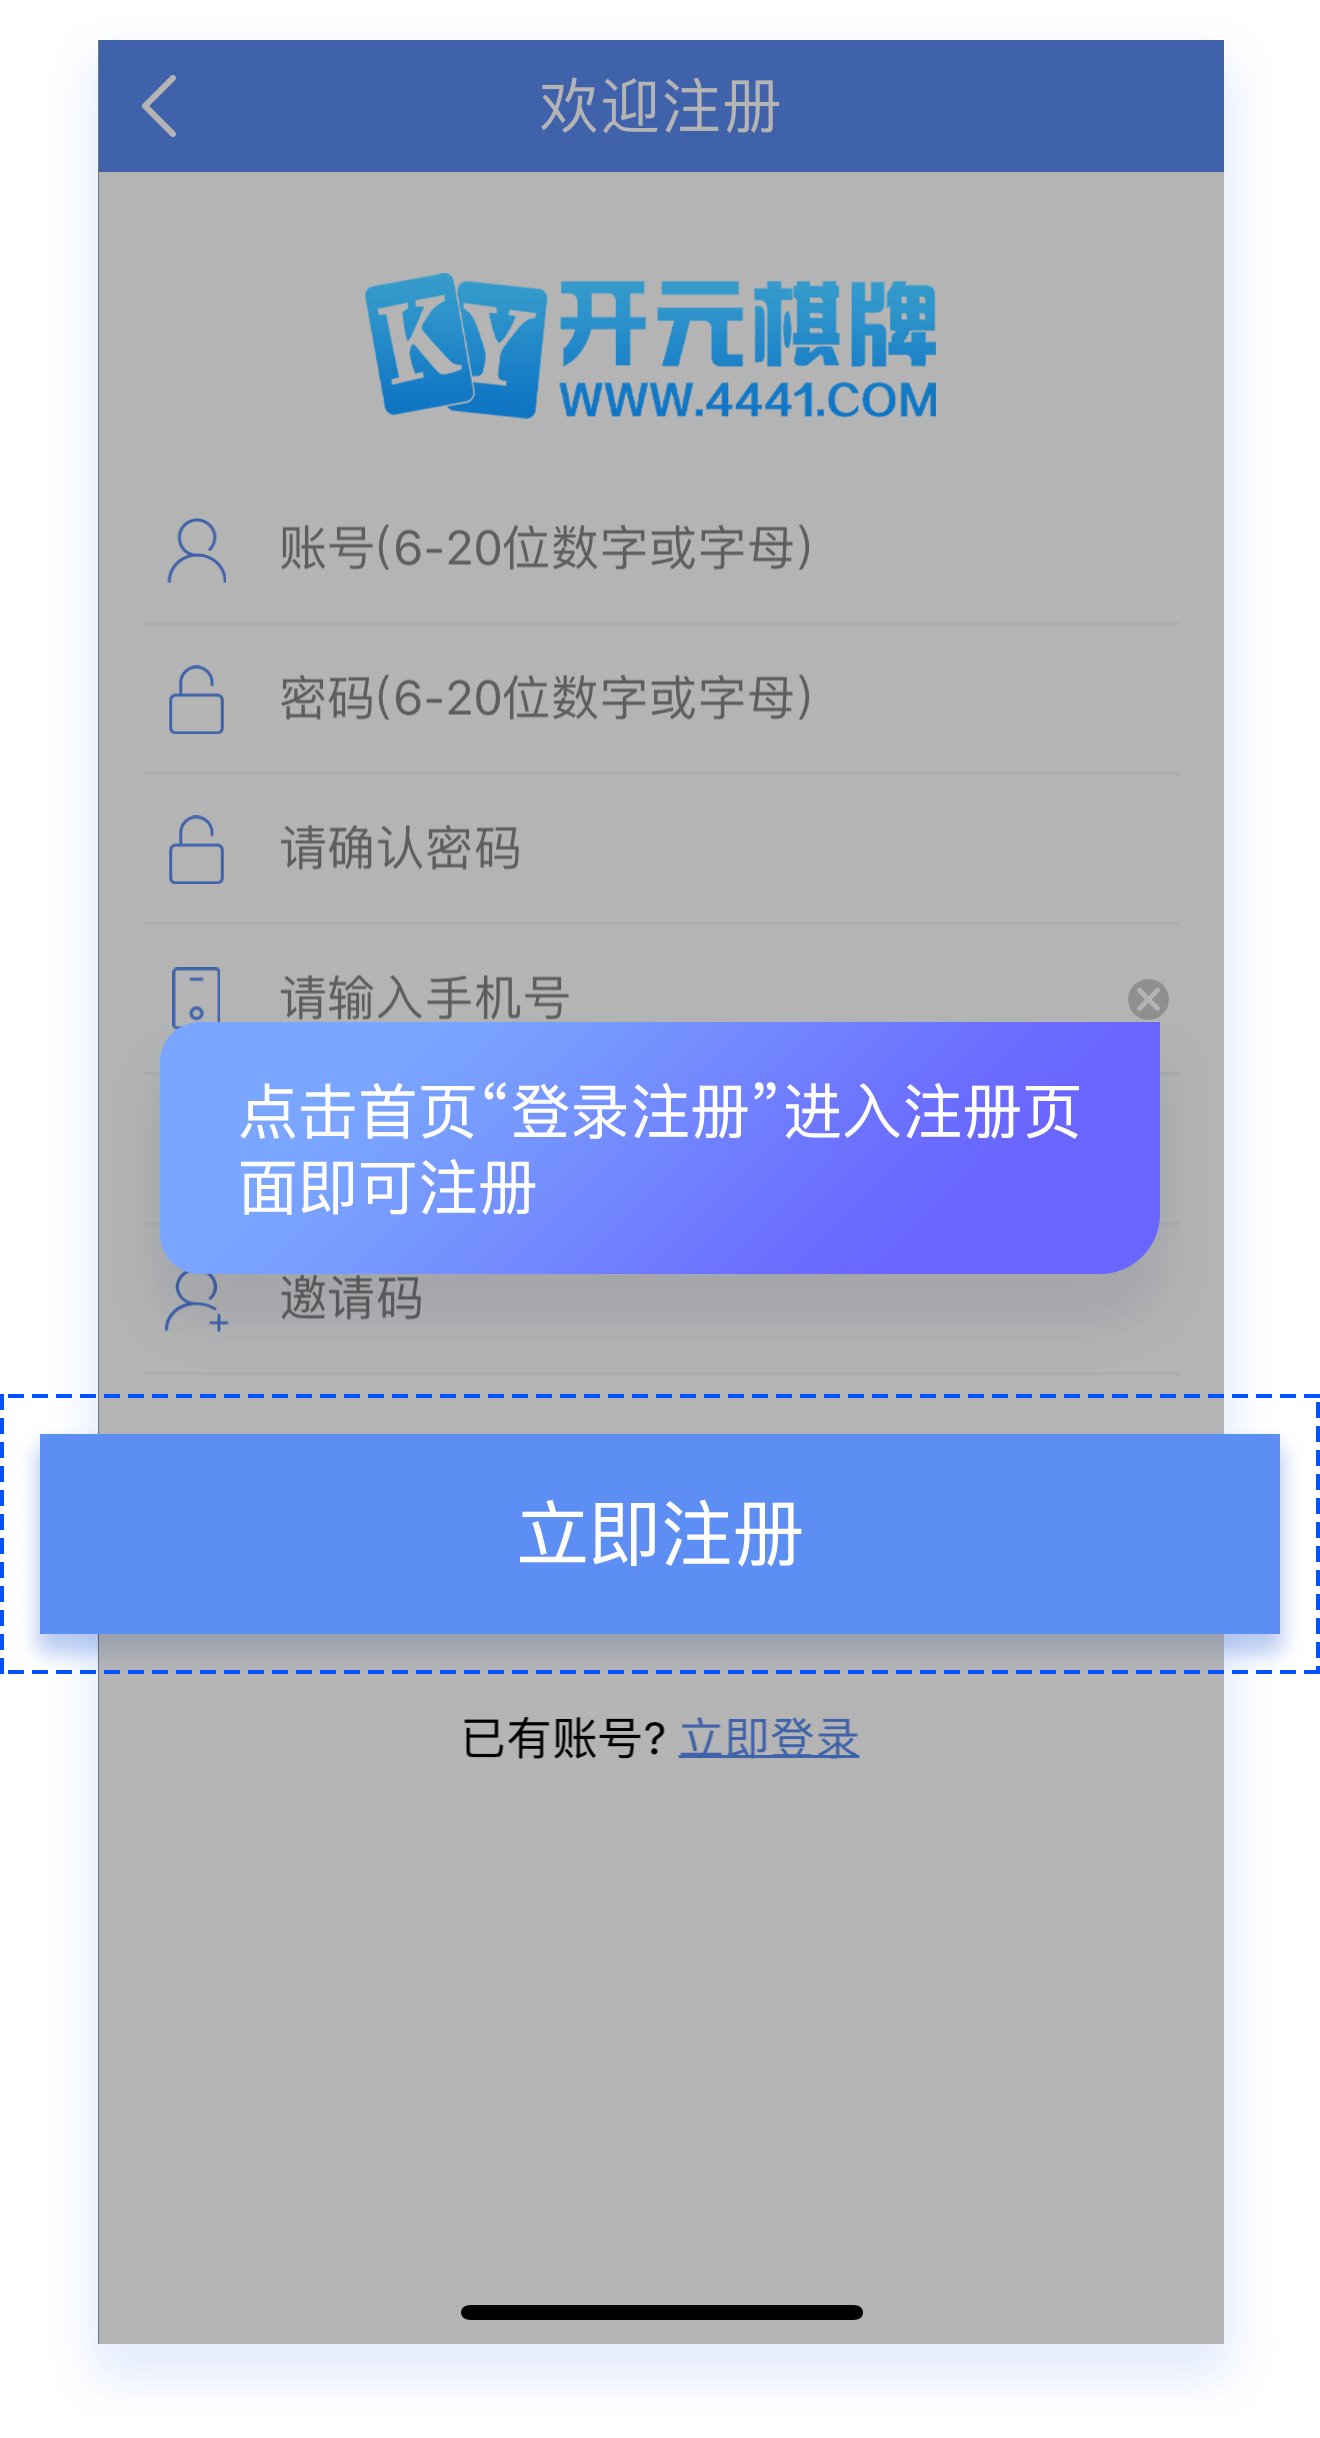 欢迎注册
KY 开元棋牌
WWW.4441.COM
账号(6-20位数字或字母)
密码(6-20位数字或字母)
请确认密码
请输入手机号
点击首页“登录注册”进入注册页
面即可注册
邀请码
立即注册
已有账号? 立即登录